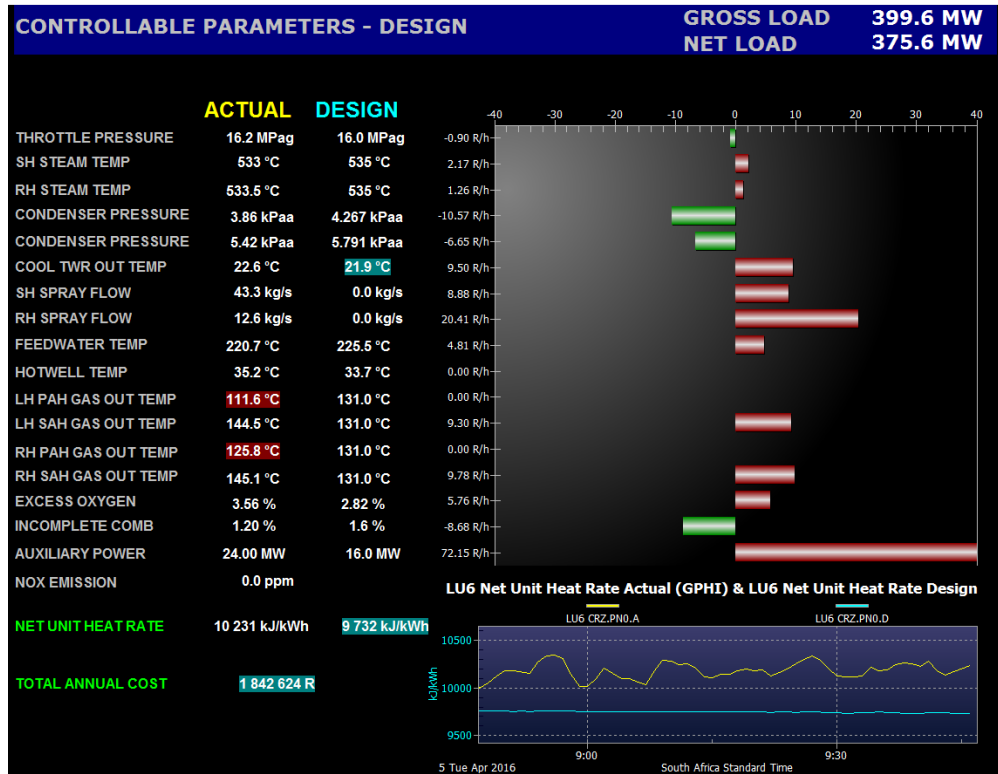 CONTROLLABLE PARAMETERS - DESIGN
GROSS LOAD 399.6 MW
NET LOAD 375.6 MW
ACTUAL DESIGN
-40 -30 -20 -10 0 10 20 30 40
THROTTLE PRESSURE 16.2 MPag 16.0 MPag -0.90 R/h
SH STEAM TEMP 533 °C 535 °C 2.17 R/h
RH STEAM TEMP 533.5 °C 535 °C 1.26 R/h
CONDENSER PRESSURE 3.86 kPaa 4.267 kPaa -10.57 R/h
CONDENSER PRESSURE 5.42 kPaa 5.791 kPaa -6.65 R/h
COOL TWR OUT TEMP 22.6 °C 21.9 °C 9.50 R/h
SH SPRAY FLOW 43.3 kg/s 0.0 kg/s 8.88 R/h
RH SPRAY FLOW 12.6 kg/s 0.0 kg/s 20.41 R/h
FEEDWATER TEMP 220.7 °C 225.5 °C 4.81 R/h
HOTWELL TEMP 35.2 °C 33.7 °C 0.00 R/h
LH PAH GAS OUT TEMP 111.6 °C 131.0 °C 0.00 R/h
LH SAH GAS OUT TEMP 144.5 °C 131.0 °C 9.30 R/h
RH PAH GAS OUT TEMP 125.8 °C 131.0 °C 0.00 R/h
RH SAH GAS OUT TEMP 145.1 °C 131.0 °C 9.78 R/h
EXCESS OXYGEN 3.56 % 2.82 % 5.76 R/h
INCOMPLETE COMB 1.20 % 1.6 % -8.68 R/h
AUXILIARY POWER 24.00 MW 16.0 MW 72.15 R/h
NOX EMISSION 0.0 ppm
LU6 Net Unit Heat Rate Actual (GPHI) & LU6 Net Unit Heat Rate Design
LU6 CRZ.PN0.A LU6 CRZ.PN0.D
NET UNIT HEAT RATE 10 231 kJ/kWh 9 732 kJ/kWh
TOTAL ANNUAL COST 1 842 624 R
kJ/kWh
10500
10000
9500
9:00 9:30
5 Tue Apr 2016 South Africa Standard Time